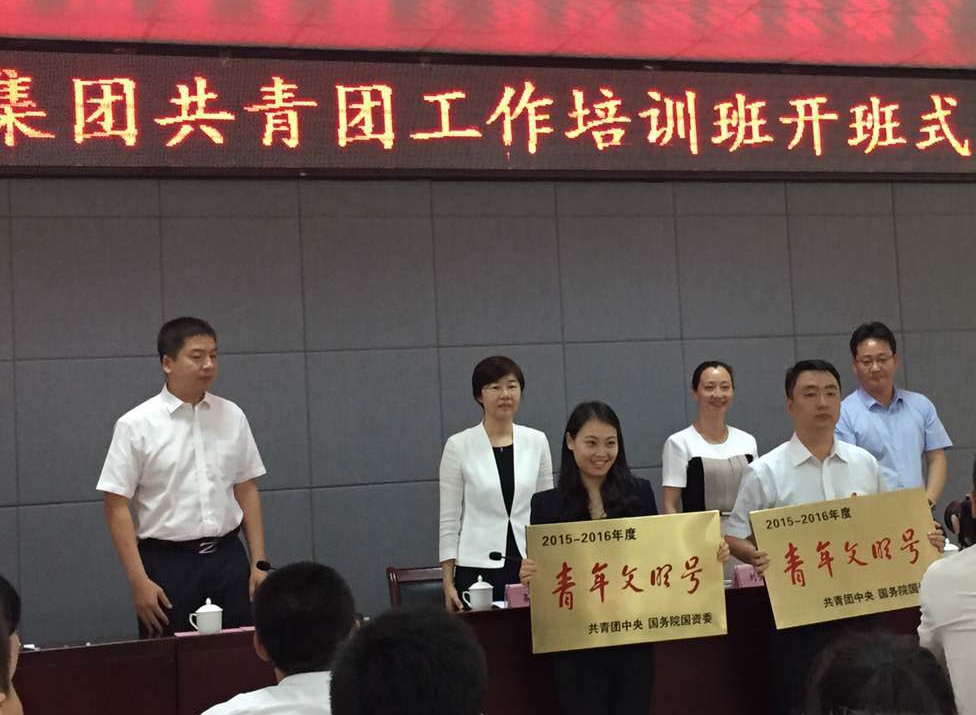 集团共青团工作培训班开班式
2015-2016年度
青年文明号
共青团中央 国务院国资委
2015-2016年度
青年文明号
共青团中央 国务院国